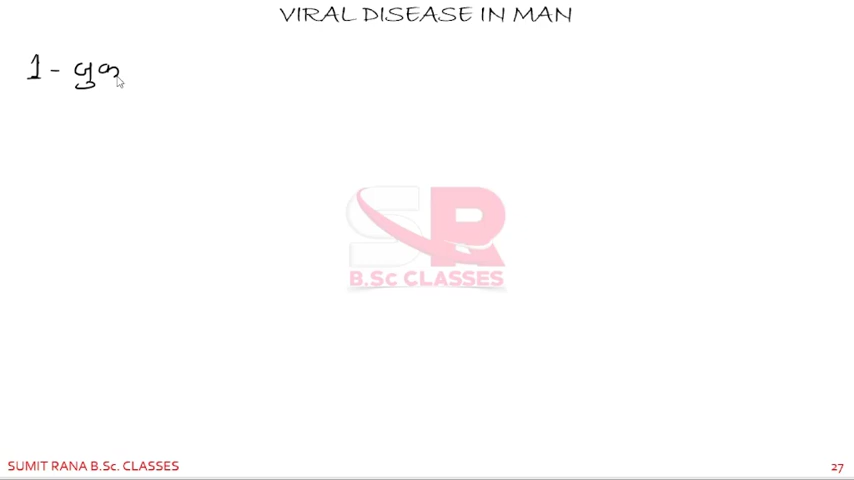 VIRAL DISEASE IN MAN
1- जुक
SR
B.Sc CLASSES
SUMIT RANA B.Sc. CLASSES
27